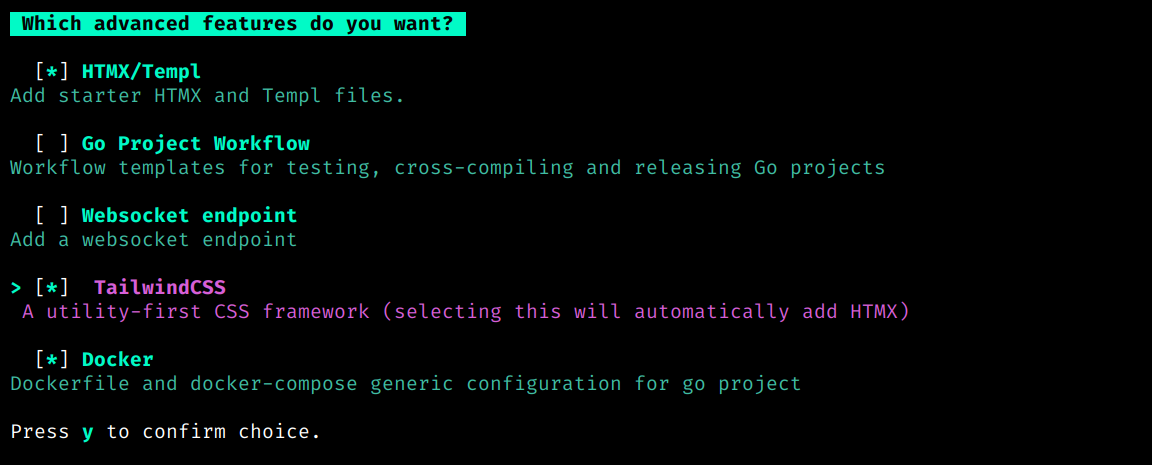 Which advanced features do you want?
[*] HTMX/Templ
Add starter HTMX and Templ files.
[ ] Go Project Workflow
Workflow templates for testing, cross-compiling and releasing Go projects
[ ] Websocket endpoint
Add a websocket endpoint
> [*] TailwindCSS
A utility-first CSS framework (selecting this will automatically add HTMX)
[*] Docker
Dockerfile and docker-compose generic configuration for go project
Press y to confirm choice.